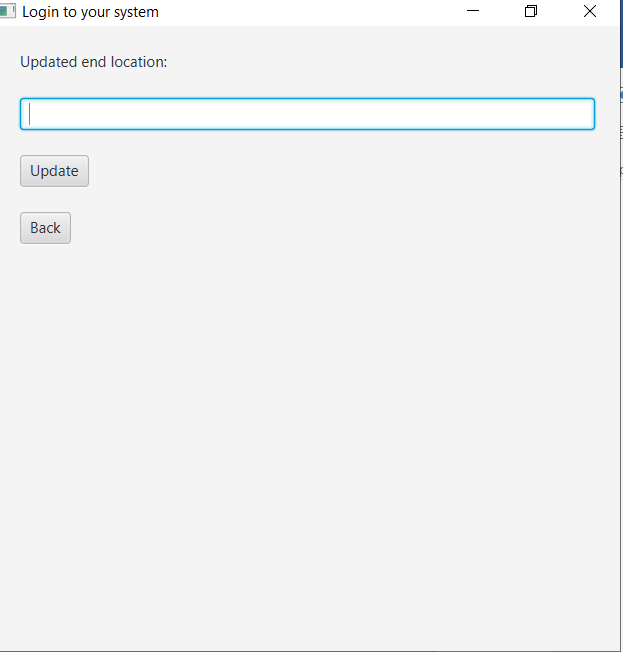 Login to your system
Updated end location:
Update
Back